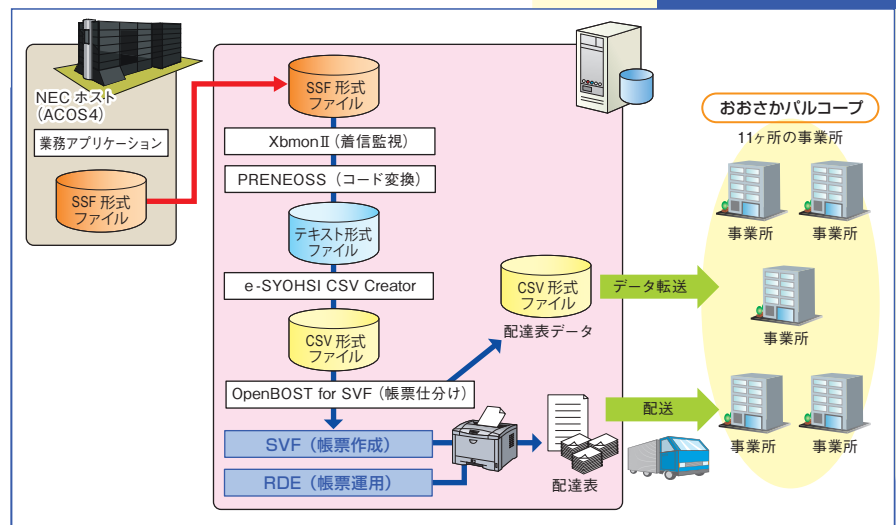 NEC ホスト
(ACOS4)
業務アプリケーション
SSF 形式
ファイル
SSF 形式
ファイル
XbmonⅡ(着信監視)
PRENEOSS(コード変換)
テキスト形式
ファイル
e-SYOHSI CSV Creator
CSV 形式
ファイル
OpenBOST for SVF(帳票仕分け)
SVF(帳票作成)
RDE(帳票運用)
CSV 形式
ファイル
配達表データ
配達表
データ転送
配送
おおさかパルコープ
11ヶ所の事業所
事業所
事業所
事業所
事業所
事業所